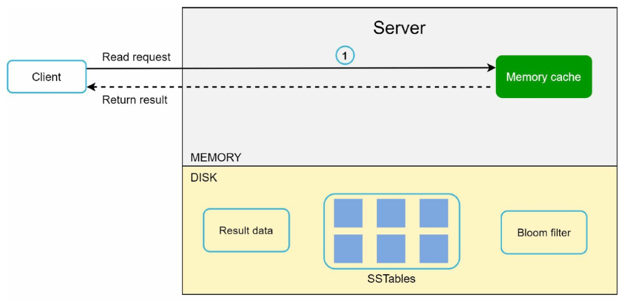 Server
Read request
1
Client
Memory cache
Return result
MEMORY
DISK
Result data
Bloom filter
SSTables